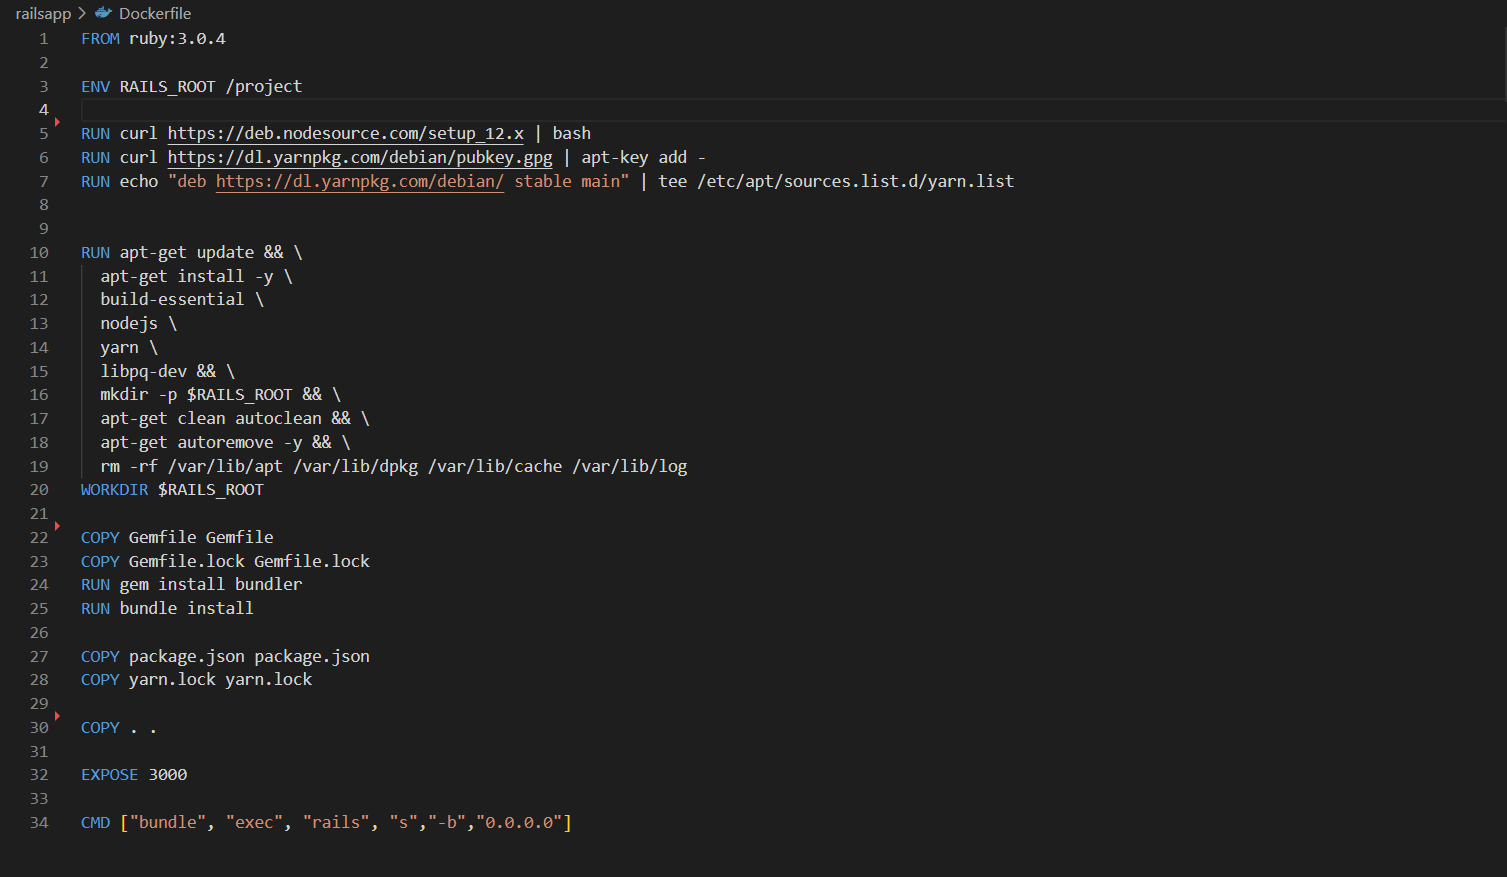 railsapp > Dockerfile
1 FROM ruby:3.0.4
2
3 ENV RAILS_ROOT /project
4
5 RUN curl https://deb.nodesource.com/setup_12.x | bash
6 RUN curl https://dl.yarnpkg.com/debian/pubkey.gpg | apt-key add -
7 RUN echo "deb https://dl.yarnpkg.com/debian/ stable main" | tee /etc/apt/sources.list.d/yarn.list
8
9
10 RUN apt-get update && \
11 apt-get install -y \
12 build-essential \
13 nodejs \
14 yarn \
15 libpq-dev && \
16 mkdir -p $RAILS_ROOT && \
17 apt-get clean autoclean && \
18 apt-get autoremove -y && \
19 rm -rf /var/lib/apt /var/lib/dpkg /var/lib/cache /var/lib/log
20 WORKDIR $RAILS_ROOT
21
22 COPY Gemfile Gemfile
23 COPY Gemfile.lock Gemfile.lock
24 RUN gem install bundler
25 RUN bundle install
26
27 COPY package.json package.json
28 COPY yarn.lock yarn.lock
29
30 COPY . .
31
32 EXPOSE 3000
33
34 CMD ["bundle", "exec", "rails", "s","-b","0.0.0.0"]